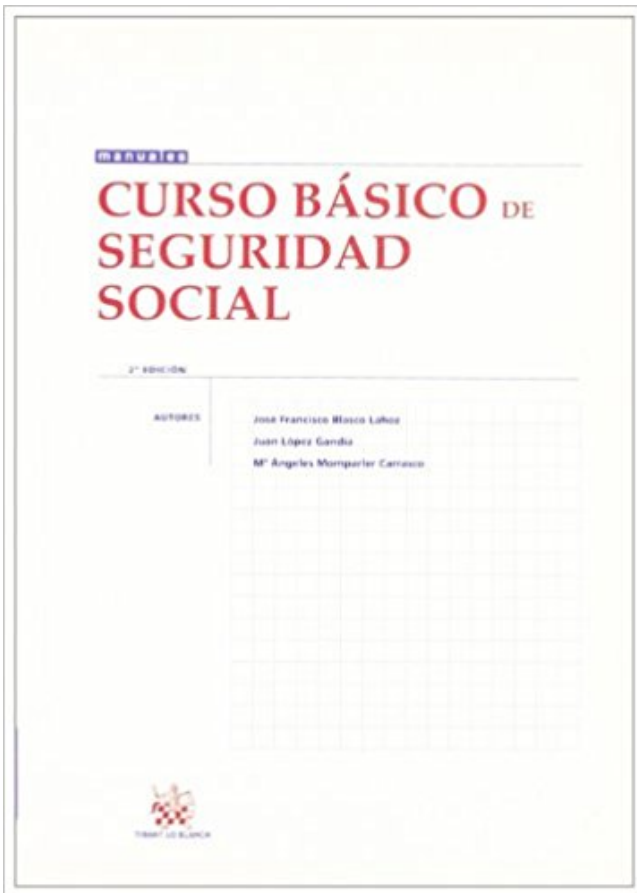 manuales
CURSO BÁSICO DE
SEGURIDAD
SOCIAL
2ª EDICIÓN
AUTORES
José Francisco Blasco Lahoz
Juan López Gandía
Mª Ángeles Momparler Carrasco
TIRANT LO BLANCH